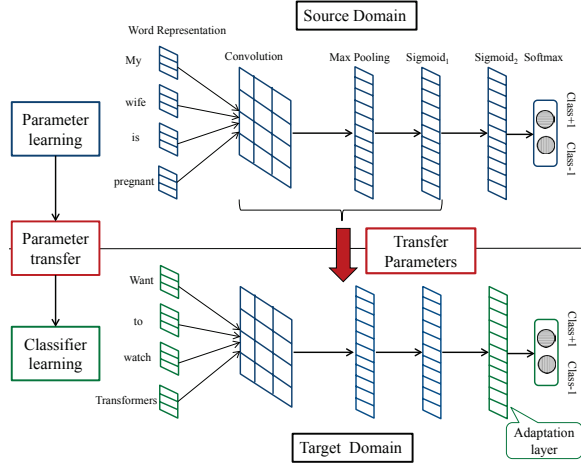 Source Domain
Word Representation
My
wife
is
pregnant
Convolution
Max Pooling
Sigmoid1
Sigmoid2
Softmax
Class+1
Class-1
Parameter
learning
Parameter
transfer
Classifier
learning
Transfer
Parameters
Want
to
watch
Transformers
Class+1
Class-1
Adaptation
layer
Target Domain